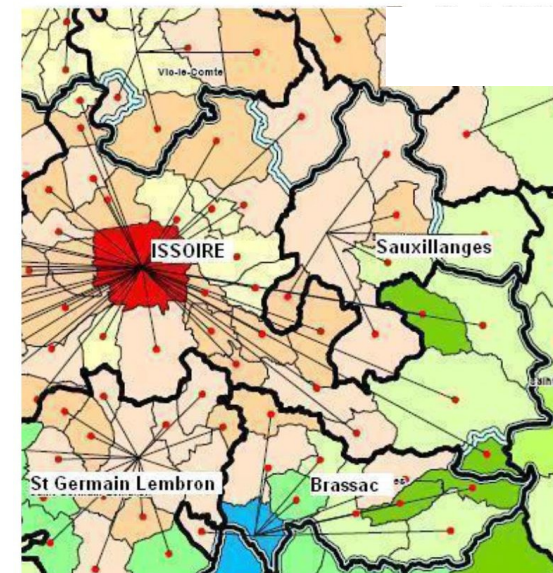 Vic-le-Comte
ISSOIRE
Sauxillanges
St Germain Lembron
Brassac